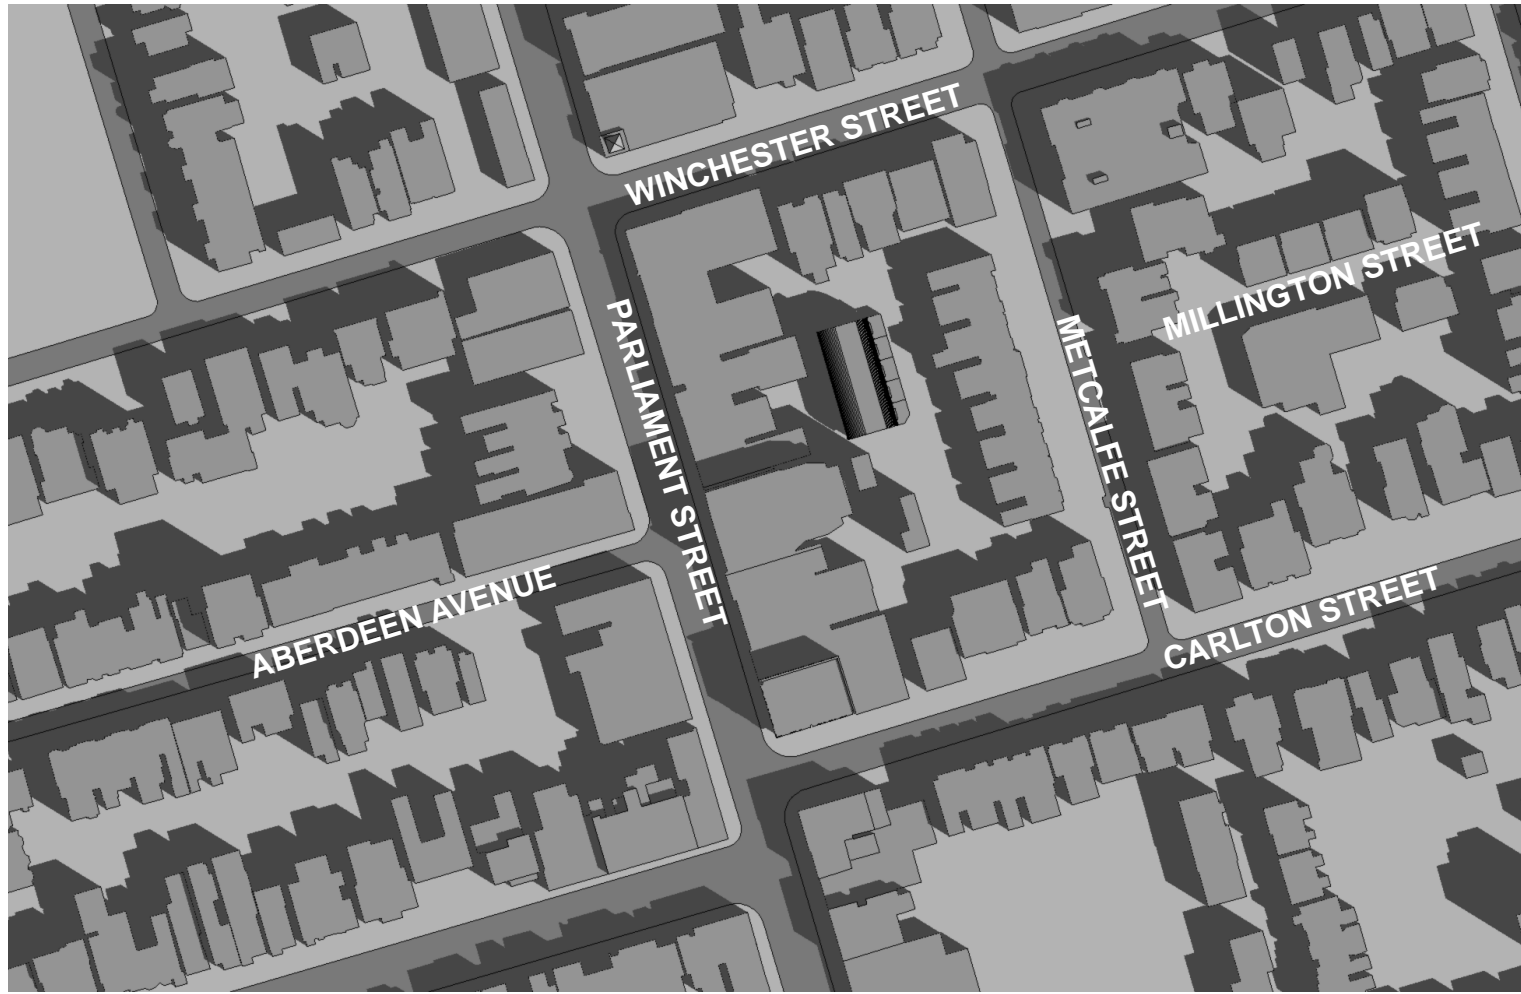 WINCHESTER STREET
MILLINGTON STREET
PARLIAMENT STREET
METCALFE STREET
ABERDEEN AVENUE
CARLTON STREET